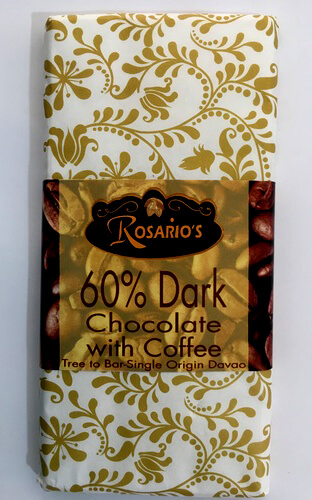 ROSARIO'S
60% Dark
Chocolate
with Coffee
Tree to Bar-Single Origin Davao